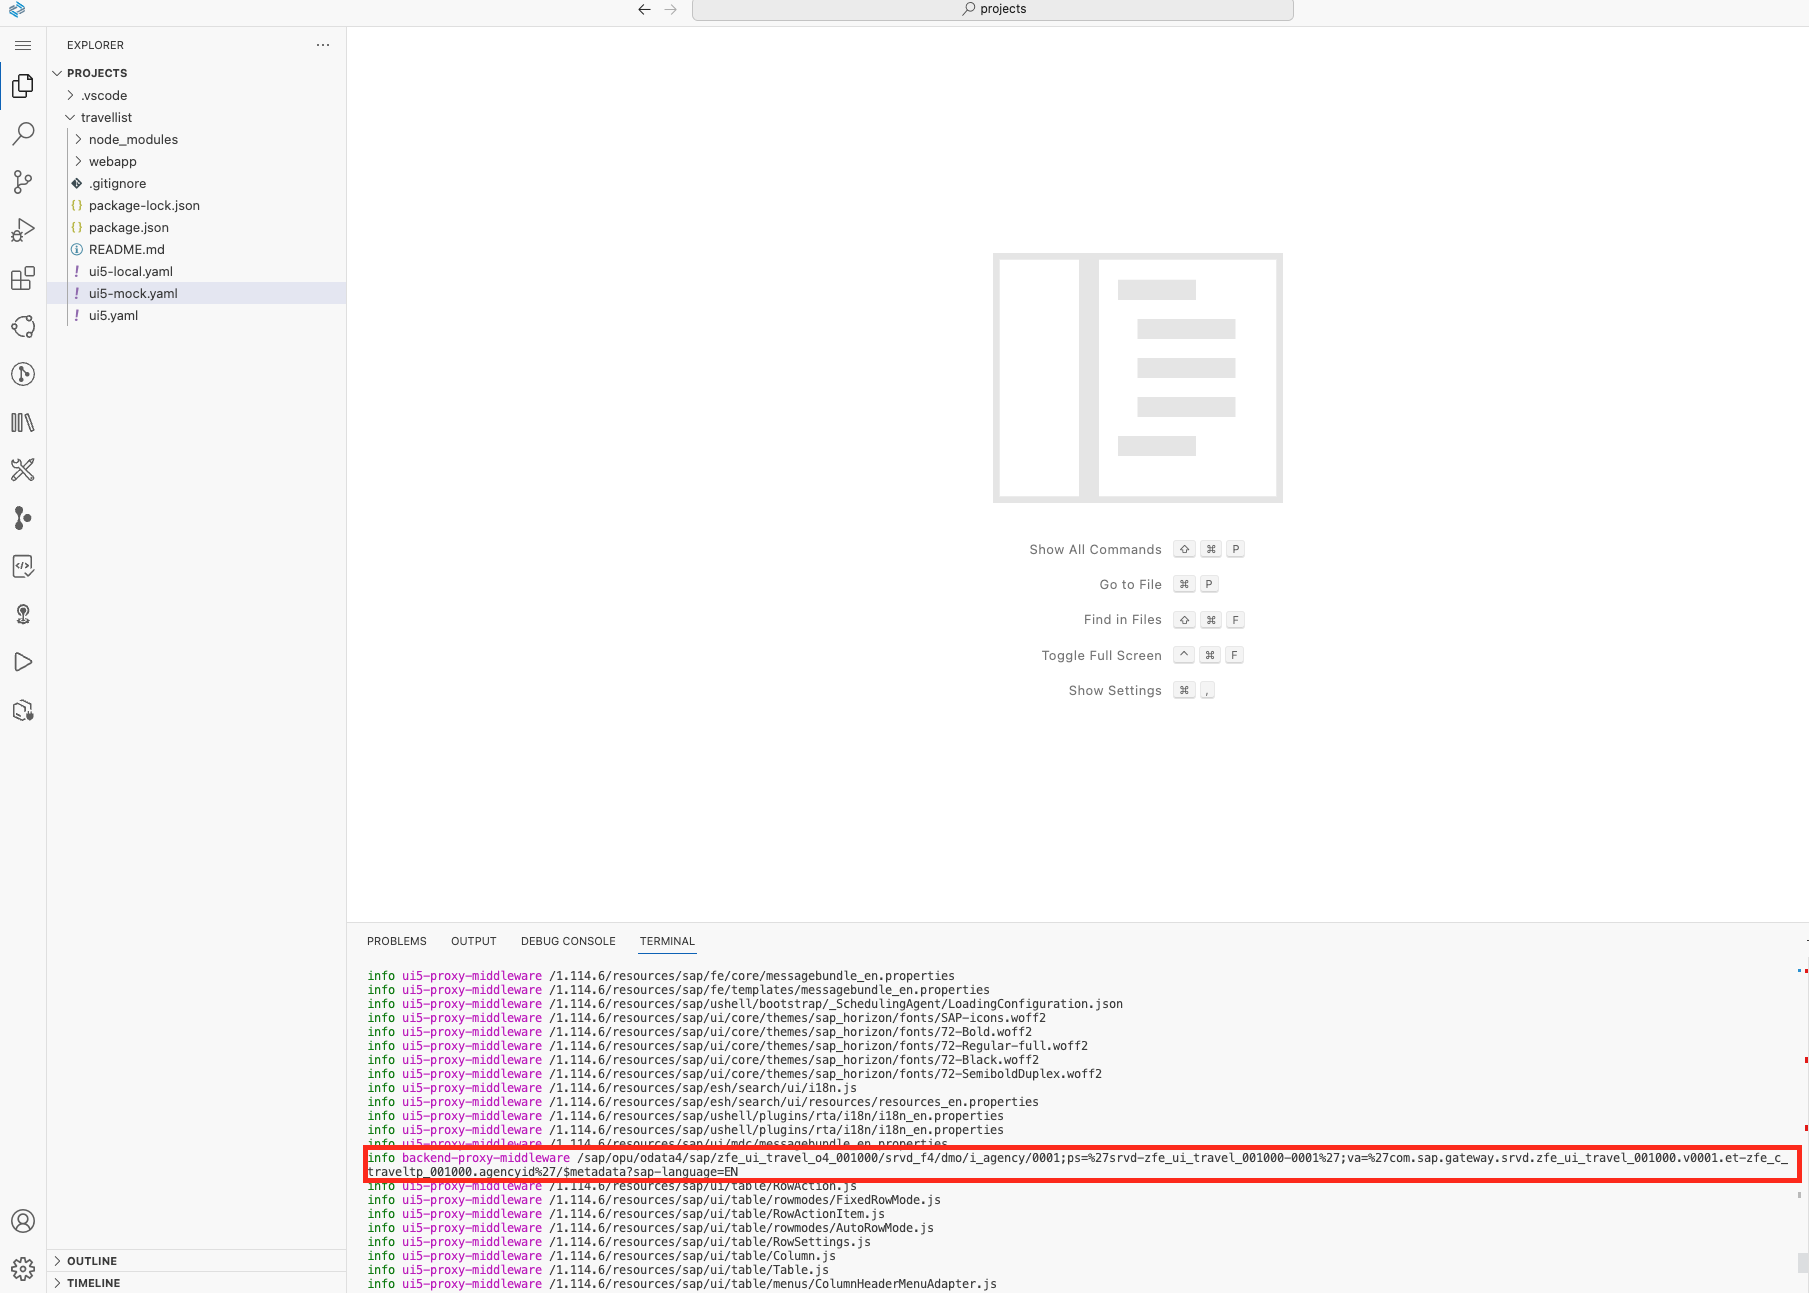 projects
EXPLORER
PROJECTS
.vscode
travellist
node_modules
webapp
.gitignore
package-lock.json
package.json
README.md
ui5-local.yaml
ui5-mock.yaml
ui5.yaml
OUTLINE
TIMELINE
Show All Commands ⇧ ⌘ P
Go to File ⌘ P
Find in Files ⇧ ⌘ F
Toggle Full Screen ^ ⌘ F
Show Settings ⌘ ,
PROBLEMS OUTPUT DEBUG CONSOLE TERMINAL
info ui5-proxy-middleware /1.114.6/resources/sap/fe/core/messagebundle_en.properties
info ui5-proxy-middleware /1.114.6/resources/sap/fe/templates/messagebundle_en.properties
info ui5-proxy-middleware /1.114.6/resources/sap/ushell/bootstrap/_SchedulingAgent/LoadingConfiguration.json
info ui5-proxy-middleware /1.114.6/resources/sap/ui/core/themes/sap_horizon/fonts/SAP-icons.woff2
info ui5-proxy-middleware /1.114.6/resources/sap/ui/core/themes/sap_horizon/fonts/72-Bold.woff2
info ui5-proxy-middleware /1.114.6/resources/sap/ui/core/themes/sap_horizon/fonts/72-Regular-full.woff2
info ui5-proxy-middleware /1.114.6/resources/sap/ui/core/themes/sap_horizon/fonts/72-Black.woff2
info ui5-proxy-middleware /1.114.6/resources/sap/ui/core/themes/sap_horizon/fonts/72-SemiboldDuplex.woff2
info ui5-proxy-middleware /1.114.6/resources/sap/esh/search/ui/i18n.js
info ui5-proxy-middleware /1.114.6/resources/sap/esh/search/ui/resources/resources_en.properties
info ui5-proxy-middleware /1.114.6/resources/sap/ushell/plugins/rta/i18n/i18n_en.properties
info ui5-proxy-middleware /1.114.6/resources/sap/ushell/plugins/rta/i18n/i18n_en.properties
info ui5-proxy-middleware /1.114.6/resources/sap/ui/mdc/messagebundle_en.properties
info backend-proxy-middleware /sap/opu/odata4/sap/zfe_ui_travel_o4_001000/srvd_f4/dmo/i_agency/0001;ps=%27srvd-zfe_ui_travel_001000-0001%27;va=%27com.sap.gateway.srvd.zfe_ui_travel_001000.v0001.et-zfe_c_
traveltp_001000.agencyid%27/$metadata?sap-language=EN
info ui5-proxy-middleware /1.114.6/resources/sap/ui/table/RowAction.js
info ui5-proxy-middleware /1.114.6/resources/sap/ui/table/rowmodes/FixedRowMode.js
info ui5-proxy-middleware /1.114.6/resources/sap/ui/table/RowActionItem.js
info ui5-proxy-middleware /1.114.6/resources/sap/ui/table/rowmodes/AutoRowMode.js
info ui5-proxy-middleware /1.114.6/resources/sap/ui/table/RowSettings.js
info ui5-proxy-middleware /1.114.6/resources/sap/ui/table/Column.js
info ui5-proxy-middleware /1.114.6/resources/sap/ui/table/Table.js
info ui5-proxy-middleware /1.114.6/resources/sap/ui/table/menus/ColumnHeaderMenuAdapter.js